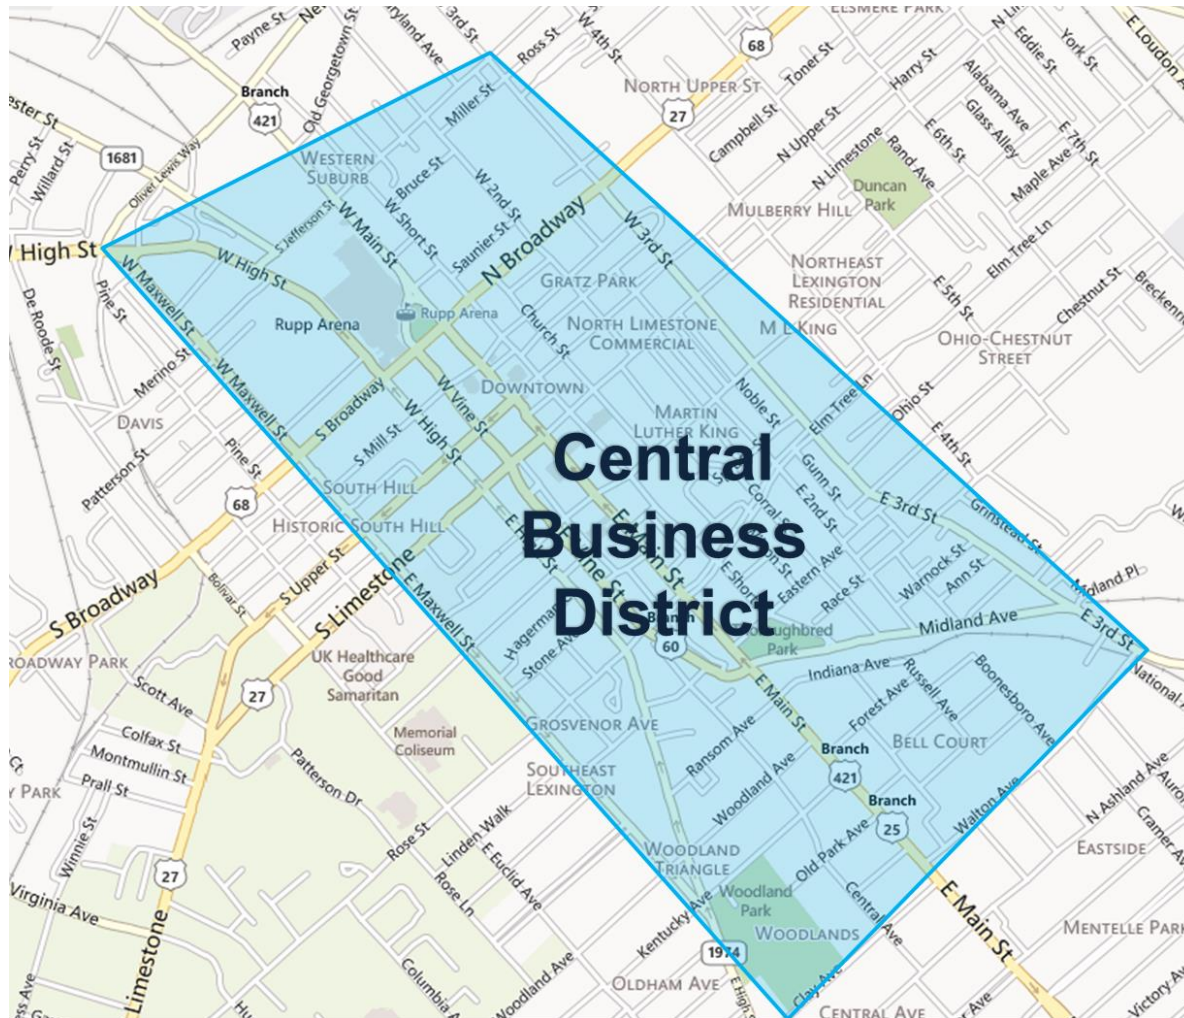 ELSMERE PARK
Payne St
W 4th St
Ross St
Toner St
Harry St
Eddie St
York St
E Loudon A
Old Georgetown St
Branch
421
68
NORTH UPPER ST
27
Miller St
Campbell St
N Upper St
Alabama Ave
Glass Alley
E 7th St
E 6th St
Maple Ave
N Limestone
Rand Ave
Perry St
Willard St
1681
Oliver Lewis Way
WESTERN
SUBURB
Bruce St
W 2nd St
W Short St
Saunier St
Duncan
Park
MULBERRY HILL
Elm Tree Ln
High St
W High St
S Jefferson St
W Main St
N Broadway
W 3rd St
GRATZ PARK
NORTHEAST
LEXINGTON
RESIDENTIAL
E 5th St
Chestnut St
Breckenn
De Roode St
Pine St
W Maxwell St
Rupp Arena
Rupp Arena
Church St
NORTH LIMESTONE
COMMERCIAL
M L KING
OHIO-CHESTNUT
STREET
Merino St
W Maxwell St
DAVIS
S Broadway
W Vine St
DOWNTOWN
Noble St
MARTIN
LUTHER KING
Elm Tree Ln
Ohio St
E 4th St
Patterson St
Pine St
S Mill St
W High St
Central
Business
District
SOUTH HILL
68
HISTORIC SOUTH HILL
Gunn St
E 2nd St
E 3rd St
Grinstead St
S Broadway
Bolivar St
S Upper St
S Limestone
E Maxwell St
E Main St
Eastern Ave
Race St
Warnock St
Ann St
Midland Pl
Midland Ave
E 3rd St
Stone Ave
60
Park
Indiana Ave
National A
ROADWAY PARK
Scott Ave
27
UK Healthcare
Good
Samaritan
Memorial
Coliseum
GROSVENOR AVE
E Main St
Forest Ave
Russell Ave
Boonesboro Ave
BELL COURT
Colfax St
Montmullin St
Prall St
Y PARK
Winnie St
Patterson Dr
SOUTHEAST
LEXINGTON
Ransom Ave
Woodland Ave
Branch
421
Branch
25
Walton Ave
N Ashland Ave
Cramer Av
EASTSIDE
Rose St
Linden Walk
E Euclid Ave
Rose Ln
WOODLAND
TRIANGLE
Old Park Ave
27
Virginia Ave
Limestone
Woodland
Park
WOODLANDS
Central Ave
E Main St
MENTELLE PARK
Kentucky Ave
1974
OLDHAM AVE
Clay Ave
CENTRAL AVE
Columbia A
Woodland Ave
E High S
Victory Ave